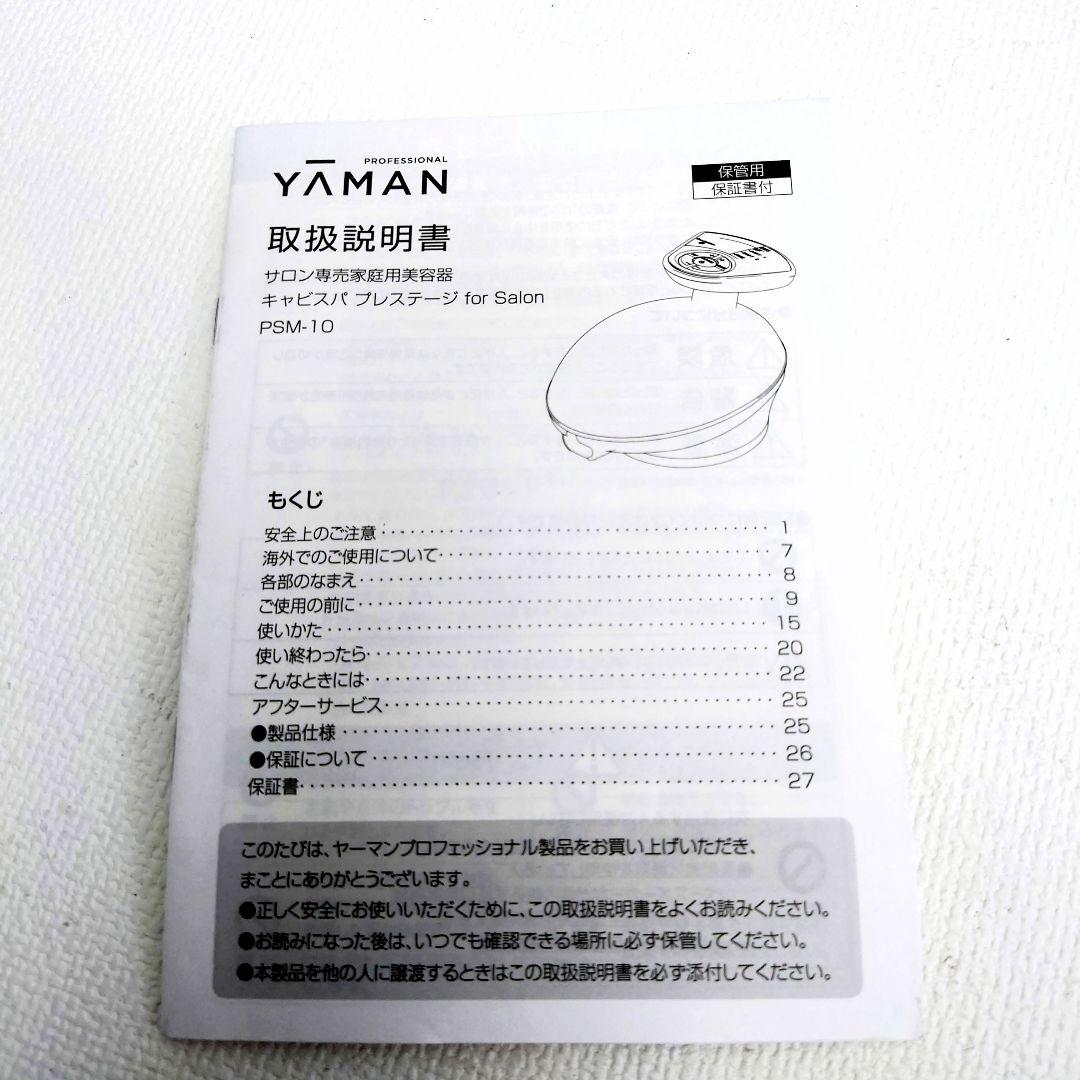 PROFESSIONAL
YAMAN
保管用
保証書付
取扱説明書
サロン専売家庭用美容器
キャビスパ プレステージ for Salon
PSM-10
もくじ
安全上のご注意 1
海外でのご使用について 7
各部のなまえ 8
ご使用の前に 9
使いかた 15
使い終わったら 20
こんなときには 22
アフターサービス 25
●製品仕様 25
●保証について 26
保証書 27
このたびは、ヤーマンプロフェッショナル製品をお買い上げいただき、
まことにありがとうございます。
●正しく安全にお使いいただくために、この取扱説明書をよくお読みください。
●お読みになった後は、いつでも確認できる場所に必ず保管してください。
●本製品を他の人に譲渡するときはこの取扱説明書を必ず添付してください。